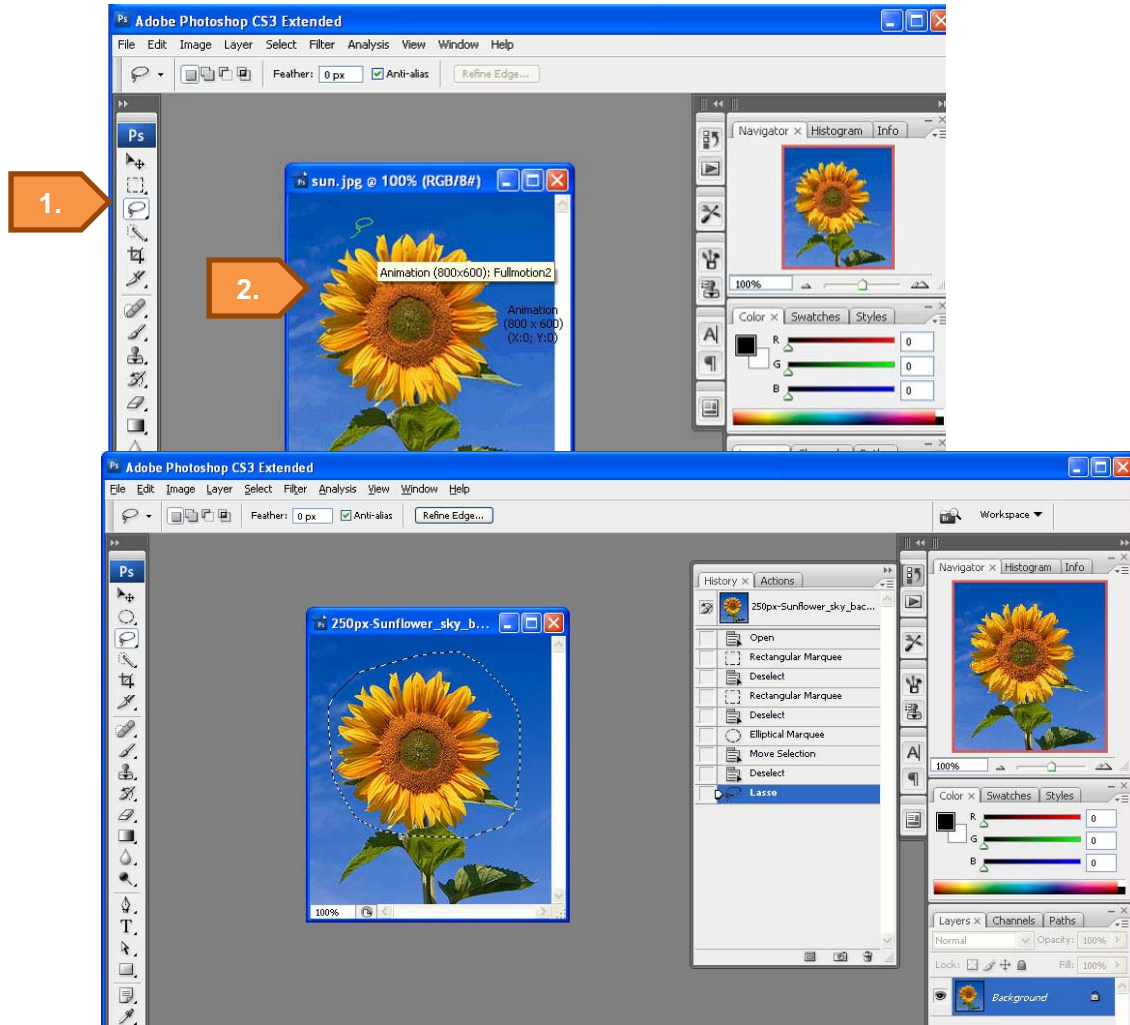 Ps Adobe Photoshop CS3 Extended
File Edit Image Layer Select Filter Analysis View Window Help
Feather: 0 px Anti-alias Refine Edge...
Ps
Navigator × Histogram Info
sun.jpg @ 100% (RGB/8#)
1.
Animation (800x600): Fullmotion2
2.
100%
Animation
(800 x 600)
(X:0; Y:0)
Color × Swatches Styles
R 0
G 0
B 0
Ps Adobe Photoshop CS3 Extended
File Edit Image Layer Select Filter Analysis View Window Help
Feather: 0 px Anti-alias Refine Edge... Workspace
Ps
Navigator × Histogram Info
History × Actions
250px-Sunflower_sky_bac...
250px-Sunflower_sky_b...
Open
Rectangular Marquee
Deselect
Rectangular Marquee
Deselect
Elliptical Marquee
Move Selection
Deselect
Lasso
100%
Color × Swatches Styles
R 0
G 0
B 0
100%
Layers × Channels Paths
Normal Opacity: 100%
Lock: Fill: 100%
Background